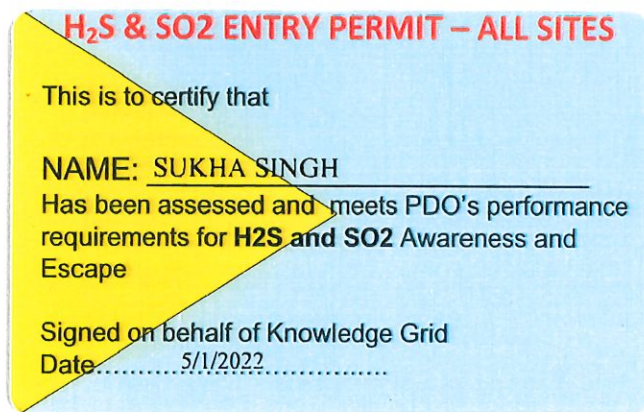 H₂S & SO2 ENTRY PERMIT – ALL SITES
This is to certify that
NAME: SUKHA SINGH
Has been assessed and meets PDO's performance
requirements for H2S and SO2 Awareness and
Escape
Signed on behalf of Knowledge Grid
Date......5/1/2022......